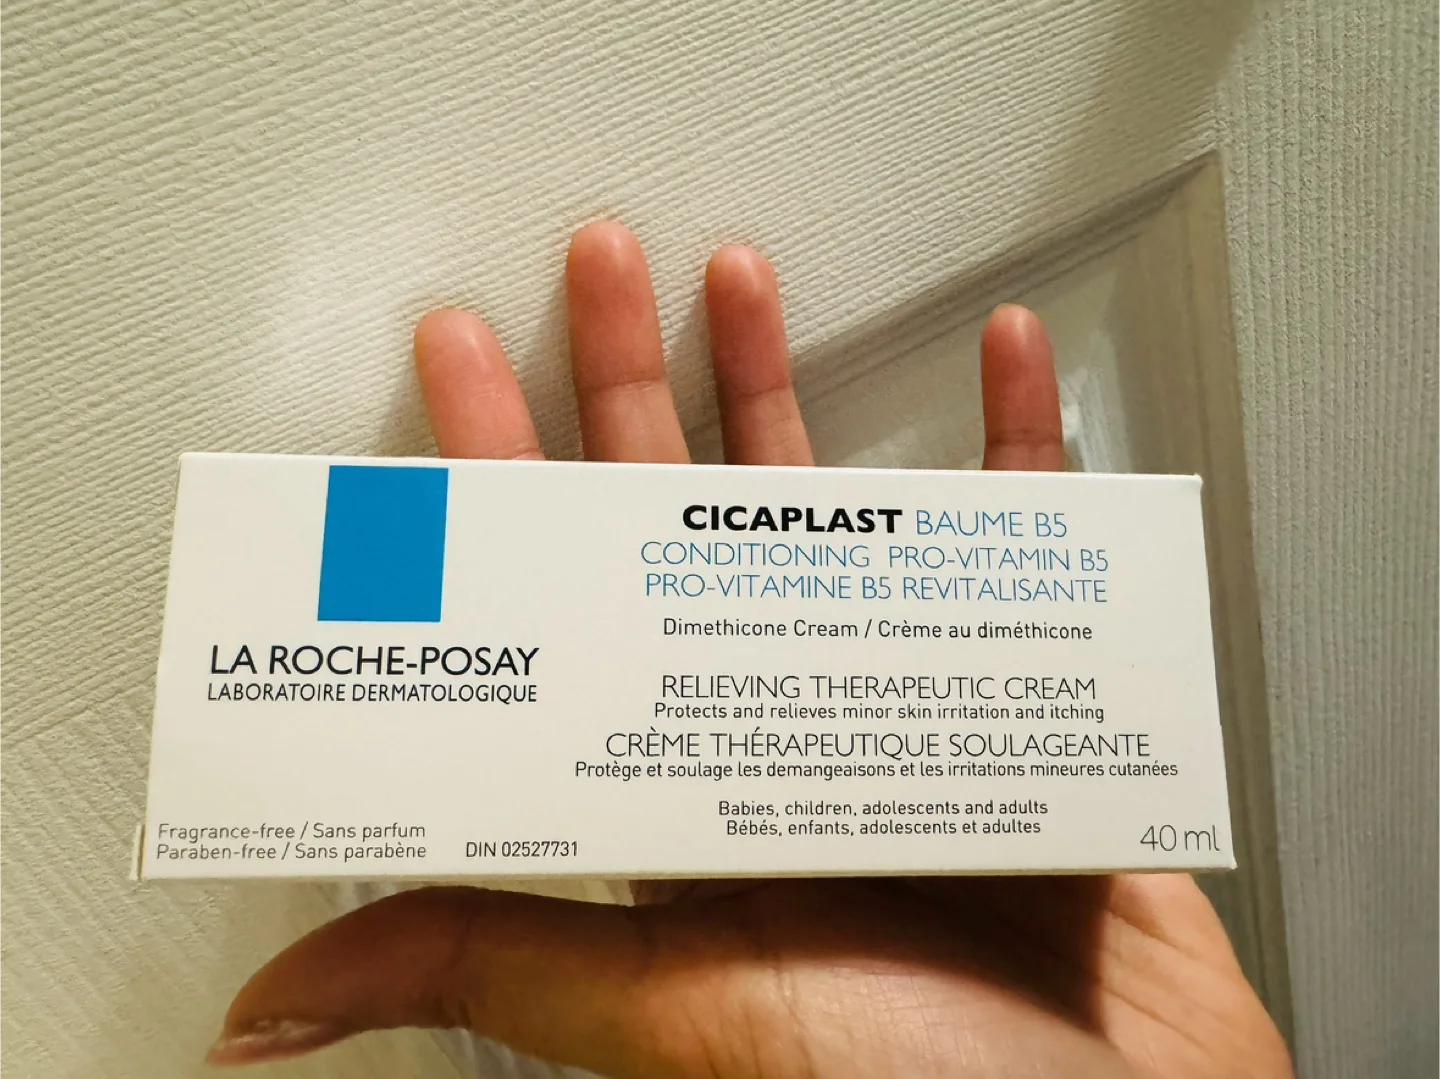 LA ROCHE-POSAY
LABORATOIRE DERMATOLOGIQUE
CICAPLAST BAUME B5
CONDITIONING PRO-VITAMIN B5
PRO-VITAMINE B5 REVITALISANTE
Dimethicone Cream / Crème au diméthicone
RELIEVING THERAPEUTIC CREAM
Protects and relieves minor skin irritation and itching
CRÈME THÉRAPEUTIQUE SOULAGEANTE
Protège et soulage les demangeaisons et les irritations mineures cutanées
Babies, children, adolescents and adults
Bébés, enfants, adolescents et adultes
Fragrance-free / Sans parfum
Paraben-free / Sans parabène
DIN 02527731
40 ml